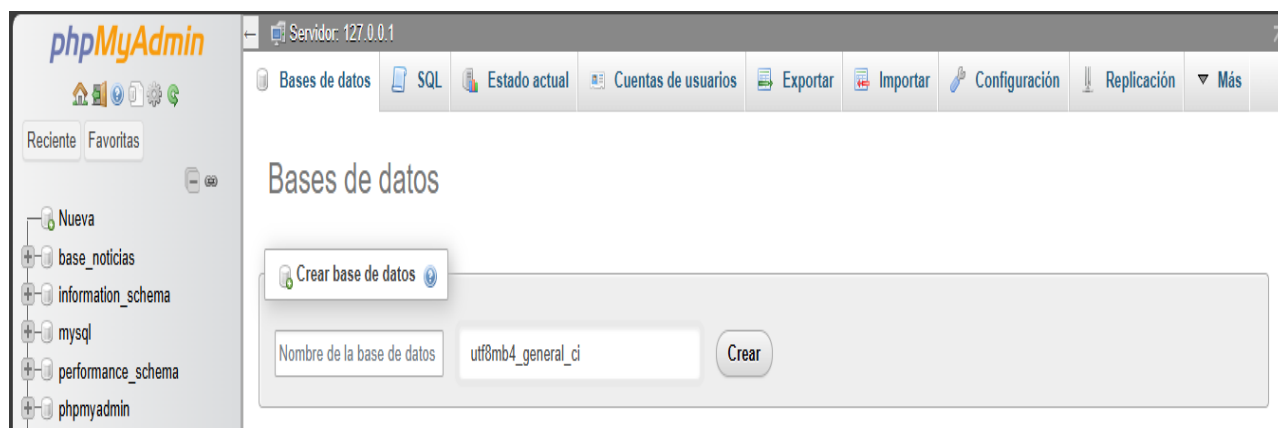 phpMyAdmin
Reciente Favoritas
Nueva
base_noticias
information_schema
mysql
performance_schema
phpmyadmin
Servidor: 127.0.0.1
Bases de datos SQL Estado actual Cuentas de usuarios Exportar Importar Configuración Replicación Más
Bases de datos
Crear base de datos
Nombre de la base de datos utf8mb4_general_ci Crear